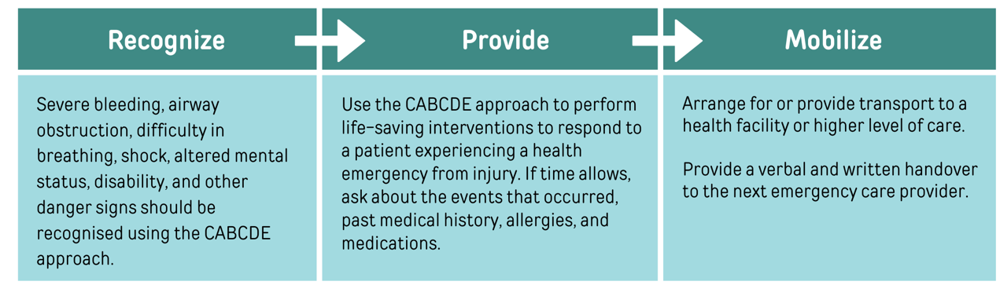 Recognize
Severe bleeding, airway
obstruction, difficulty in
breathing, shock, altered mental
status, disability, and other
danger signs should be
recognised using the CABCDE
approach.
Provide
Use the CABCDE approach to perform
life-saving interventions to respond to
a patient experiencing a health
emergency from injury. If time allows,
ask about the events that occurred,
past medical history, allergies, and
medications.
Mobilize
Arrange for or provide transport to a
health facility or higher level of care.
Provide a verbal and written handover
to the next emergency care provider.